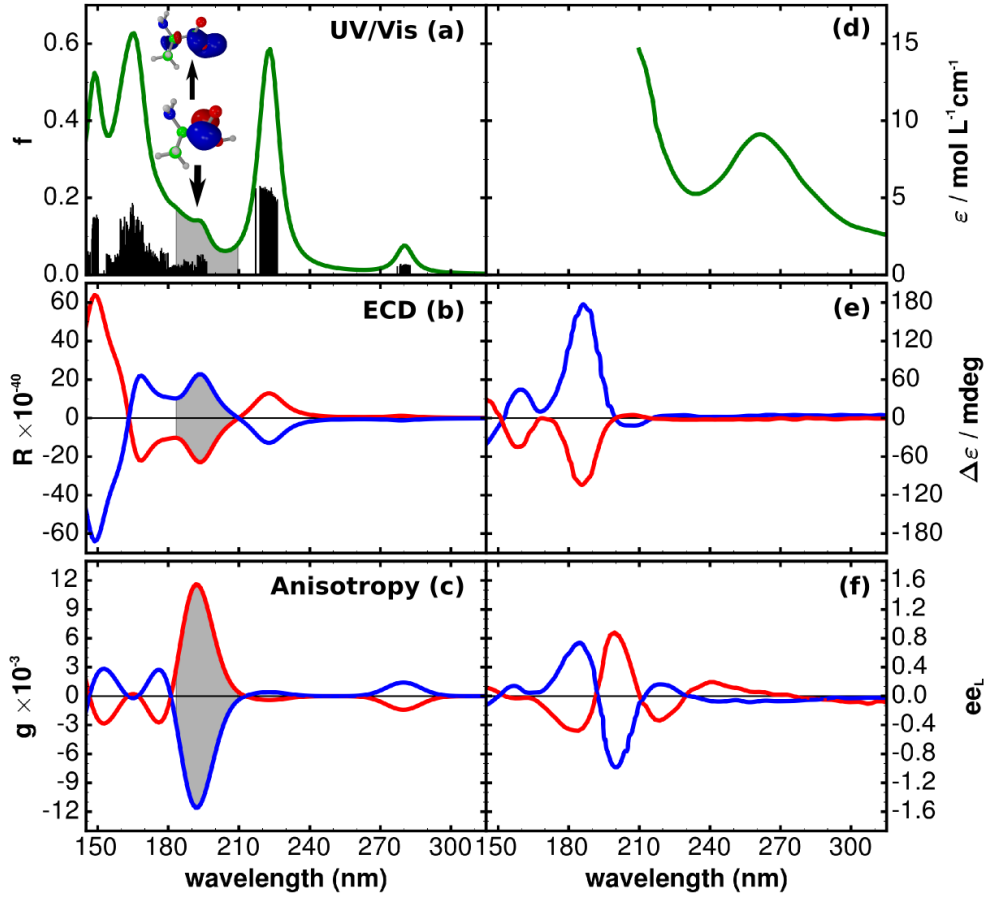 UV/Vis (a)
0.6
0.4
0.2
0.0
f
(d)
15
10
5
0
ε / mol L⁻¹cm⁻¹
ECD (b)
60
40
20
0
-20
-40
-60
R ×10⁻⁴⁰
(e)
180
120
60
0
-60
-120
-180
Δε / mdeg
Anisotropy (c)
12
9
6
3
0
-3
-6
-9
-12
g ×10⁻³
(f)
1.6
1.2
0.8
0.4
0.0
-0.4
-0.8
-1.2
-1.6
ee_L
150 180 210 240 270 300 150 180 210 240 270 300
wavelength (nm) wavelength (nm)